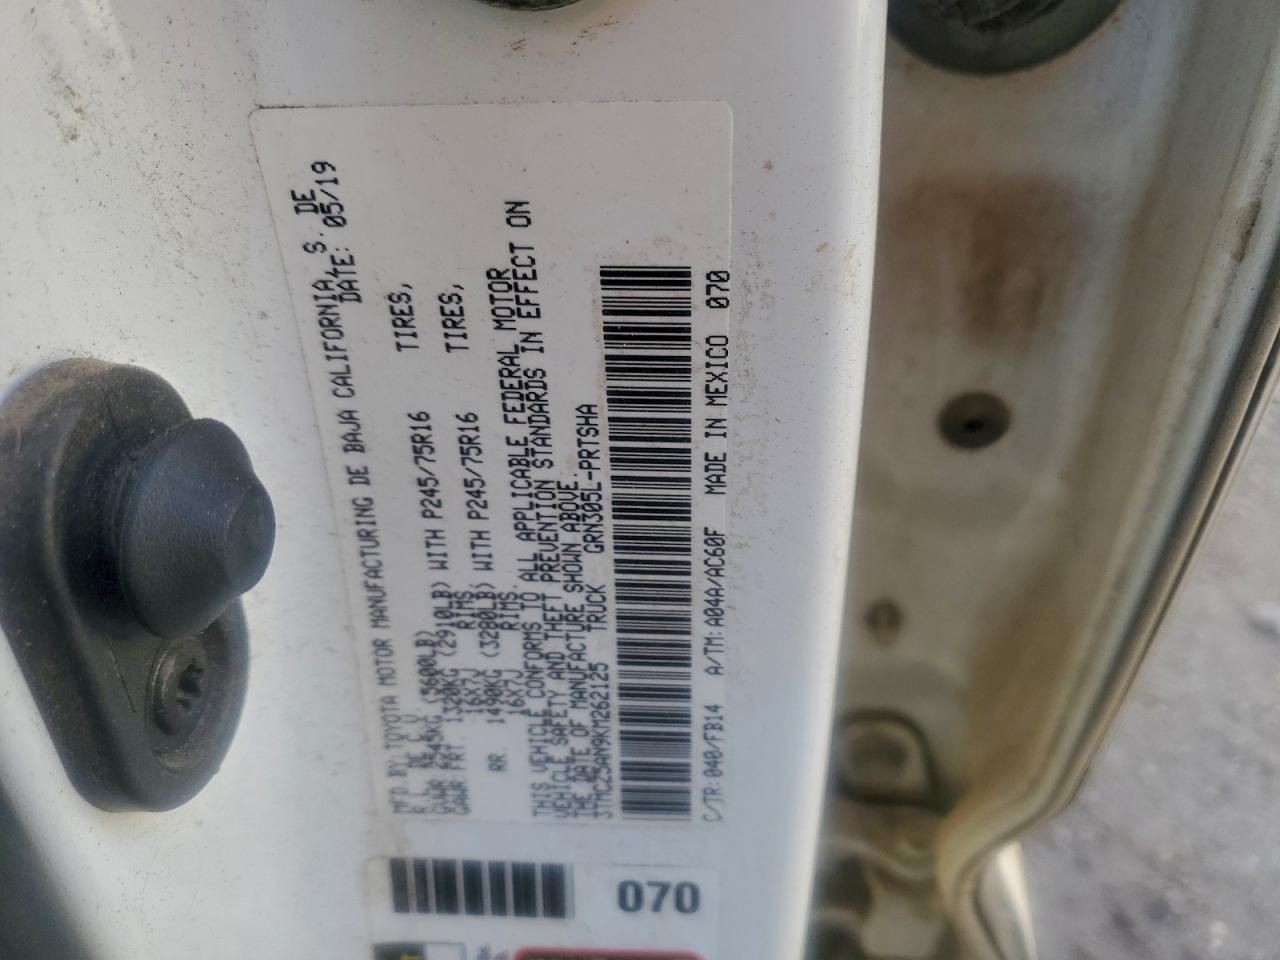 MFD. BY TOYOTA MOTOR MANUFACTURING DE BAJA CALIFORNIA, S. DE
R L DE C V DATE: 05/19
GVWR (5600LB)
GAWR FRT. 1320KG (2910LB) WITH P245/75R16 TIRES,
16X7J RIMS,
RR. 1490KG (3280LB) WITH P245/75R16 TIRES,
16X7J RIMS.
THIS VEHICLE CONFORMS TO ALL APPLICABLE FEDERAL MOTOR
VEHICLE SAFETY AND THEFT PREVENTION STANDARDS IN EFFECT ON
THE DATE OF MANUFACTURE SHOWN ABOVE.
3TMCZ5AN9KM262125 TRUCK GRN305L-PRTSHA
C/TR:040/FB14 A/TM:A04A/AC60F MADE IN MEXICO 070
070